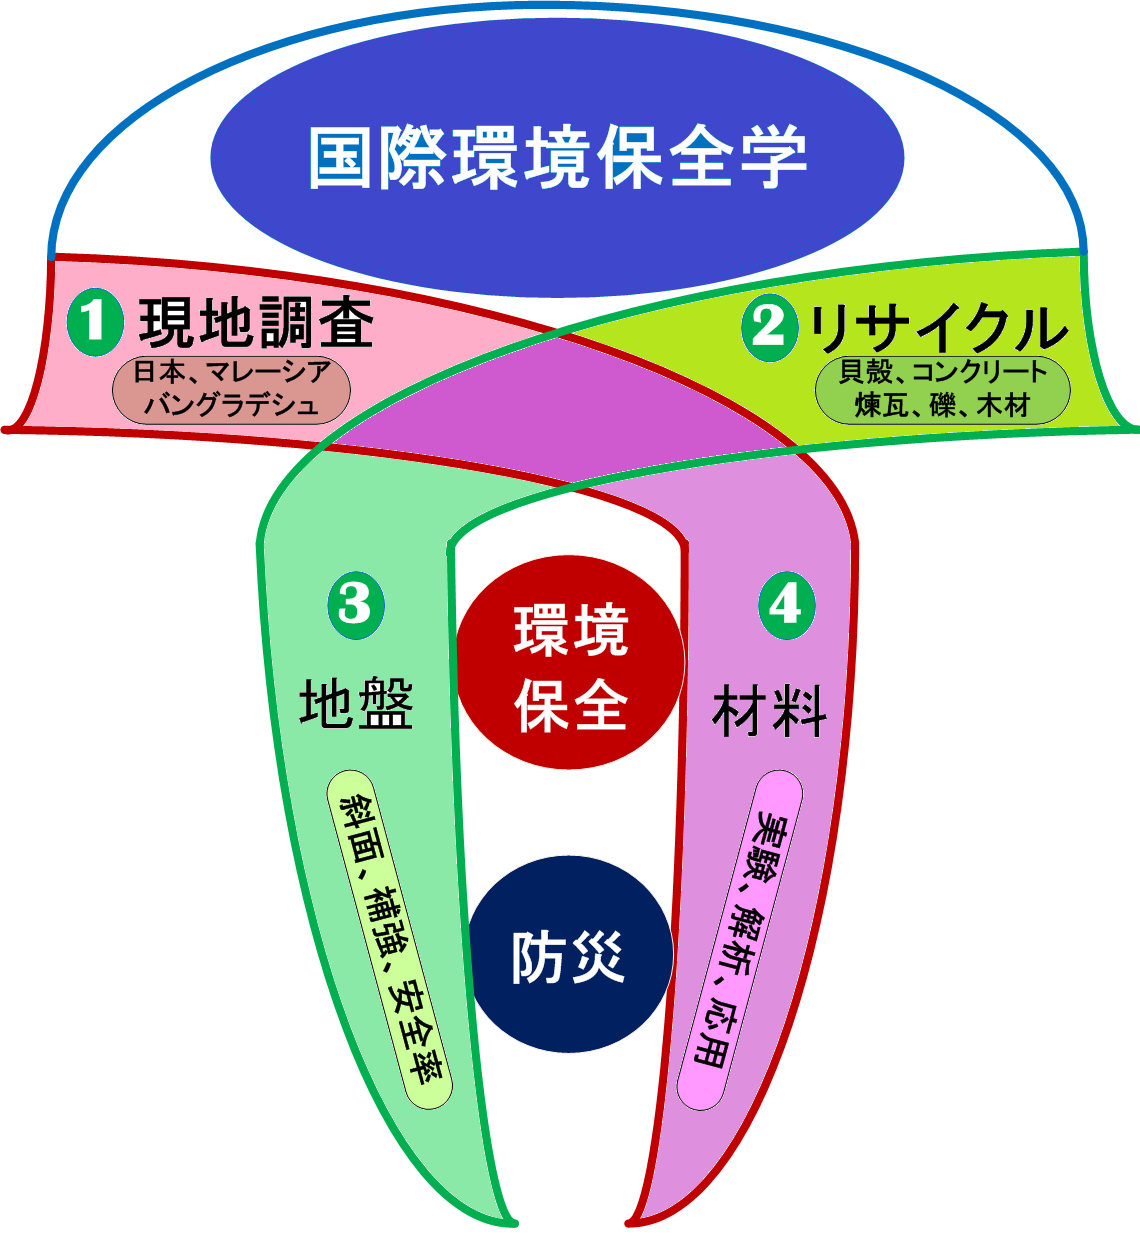 国際環境保全学
1 現地調査
日本、マレーシア
バングラデシュ
2 リサイクル
貝殻、コンクリート
煉瓦、礫、木材
3
地盤
斜面、補強、安全率
環境
保全
防災
4
材料
実験、解析、応用